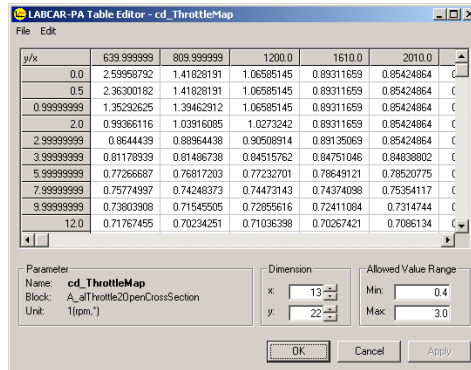 LABCAR-PA Table Editor - cd_ThrottleMap
File Edit
y/x 639.999999 809.999999 1200.0 1610.0 2010.0
0.0 2.59958792 1.41828191 1.06585145 0.89311659 0.85424864
0.5 2.36300182 1.41828191 1.06585145 0.89311659 0.85424864
0.99999999 1.35292625 1.39462912 1.06585145 0.89311659 0.85424864
2.0 0.99366116 1.03916085 1.0273242 0.89311659 0.85424864
2.99999999 0.8644439 0.88964438 0.90508914 0.89135069 0.85424864
3.99999999 0.81178939 0.81486738 0.84515762 0.84751046 0.84838802
5.99999999 0.77266687 0.76817203 0.77232701 0.78649121 0.78520775
7.99999999 0.75774997 0.74248373 0.74473143 0.74374098 0.75354117
9.99999999 0.73803908 0.71545505 0.72855616 0.72411084 0.7314744
12.0 0.71767455 0.70234251 0.71036398 0.70267421 0.7086134
Parameter Dimension Allowed Value Range
Name: cd_ThrottleMap x: 13 Min: 0.4
Block: A_alThrottle2OpenCrossSection
Unit: 1(rpm,°) y: 22 Max: 3.0
OK Cancel Apply